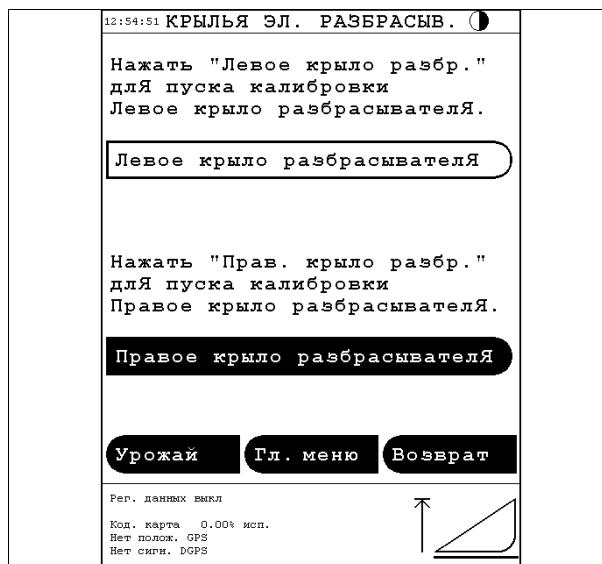 12:54:51 КРЫЛЬЯ ЭЛ. РАЗБРАСЫВ.
Нажать "Левое крыло разбр."
длЯ пуска калибровки
Левое крыло разбрасывателЯ.
Левое крыло разбрасывателЯ
Нажать "Прав. крыло разбр."
длЯ пуска калибровки
Правое крыло разбрасывателЯ.
Правое крыло разбрасывателЯ
Урожай Гл. меню Возврат
Рег. данных выкл
Код. карта 0.00% исп.
Нет полож. GPS
Нет сигн. DGPS